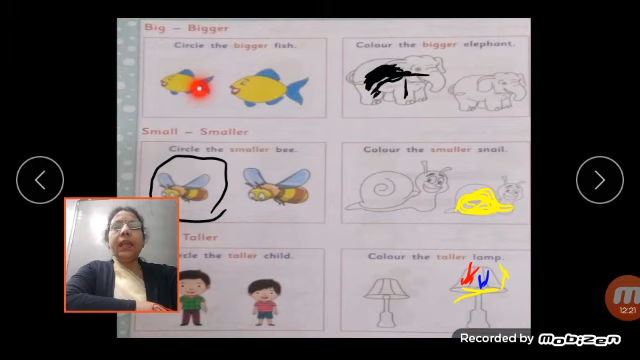 Big – Bigger
Circle the bigger fish.
Colour the bigger elephant.
Small – Smaller
Circle the smaller bee.
Colour the smaller snail.
Taller
cle the taller child.
Colour the taller lamp.
12:21
Recorded by Mobizen